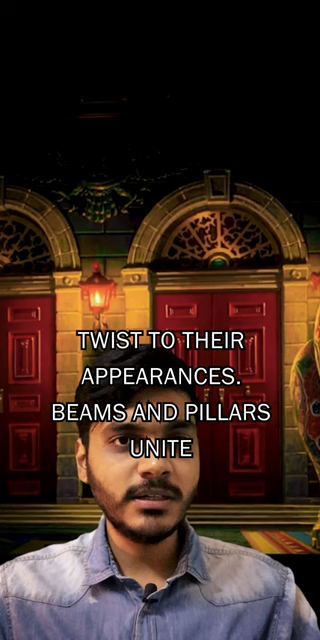 TWIST TO THEIR
APPEARANCES.
BEAMS AND PILLARS
UNITE